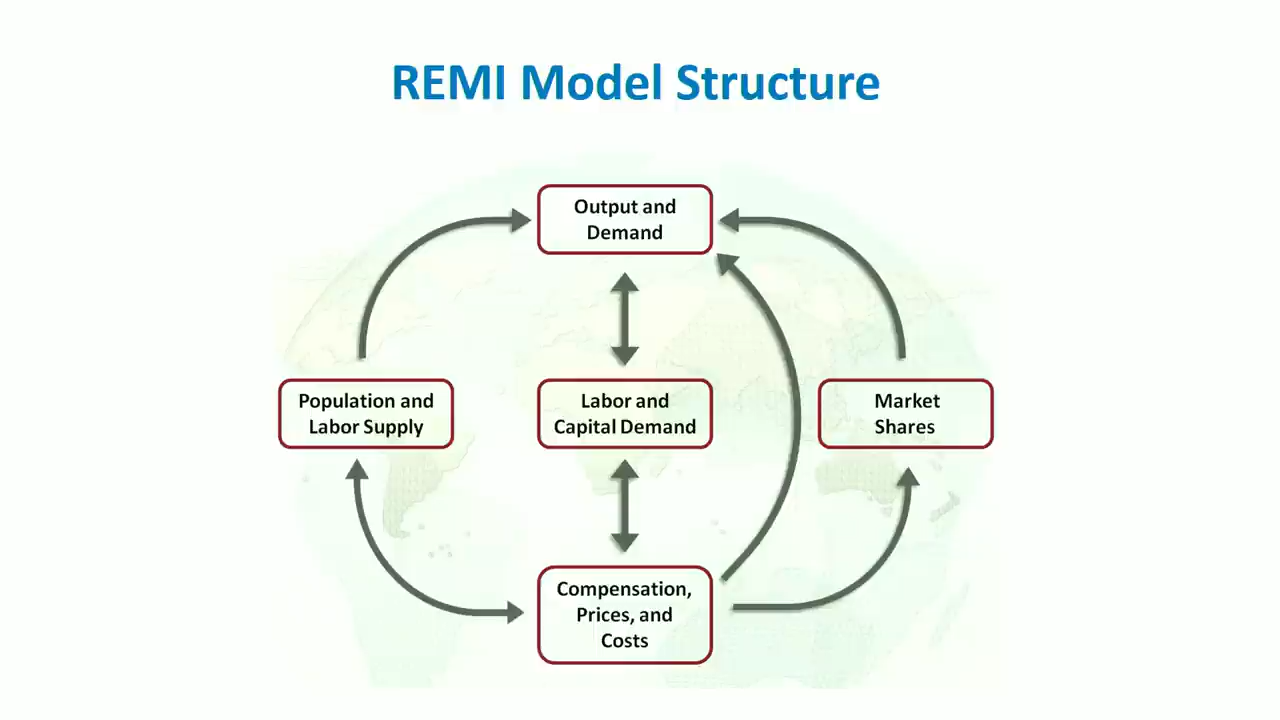 REMI Model Structure
Output and
Demand
Population and
Labor Supply
Labor and
Capital Demand
Market
Shares
Compensation,
Prices, and
Costs